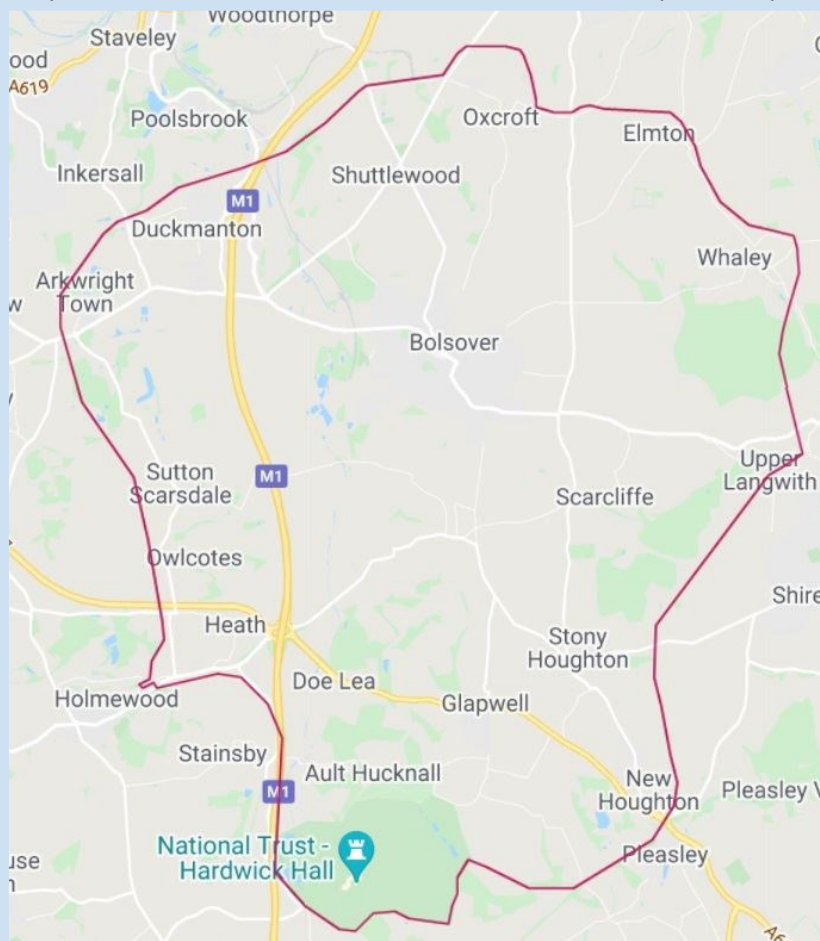 Woodthorpe
Staveley
ood
A619
Poolsbrook
Oxcroft
Elmton
Inkersall
Shuttlewood
M1
Duckmanton
Whaley
Arkwright
Town
w
Bolsover
Sutton
Scarsdale
M1
Upper
Langwith
Scarcliffe
Owlcotes
Shire
Heath
Stony
Houghton
Doe Lea
Holmewood
Glapwell
Stainsby
Ault Hucknall
M1
New
Houghton
Pleasley V
National Trust -
Hardwick Hall
Pleasley
use
n
A6